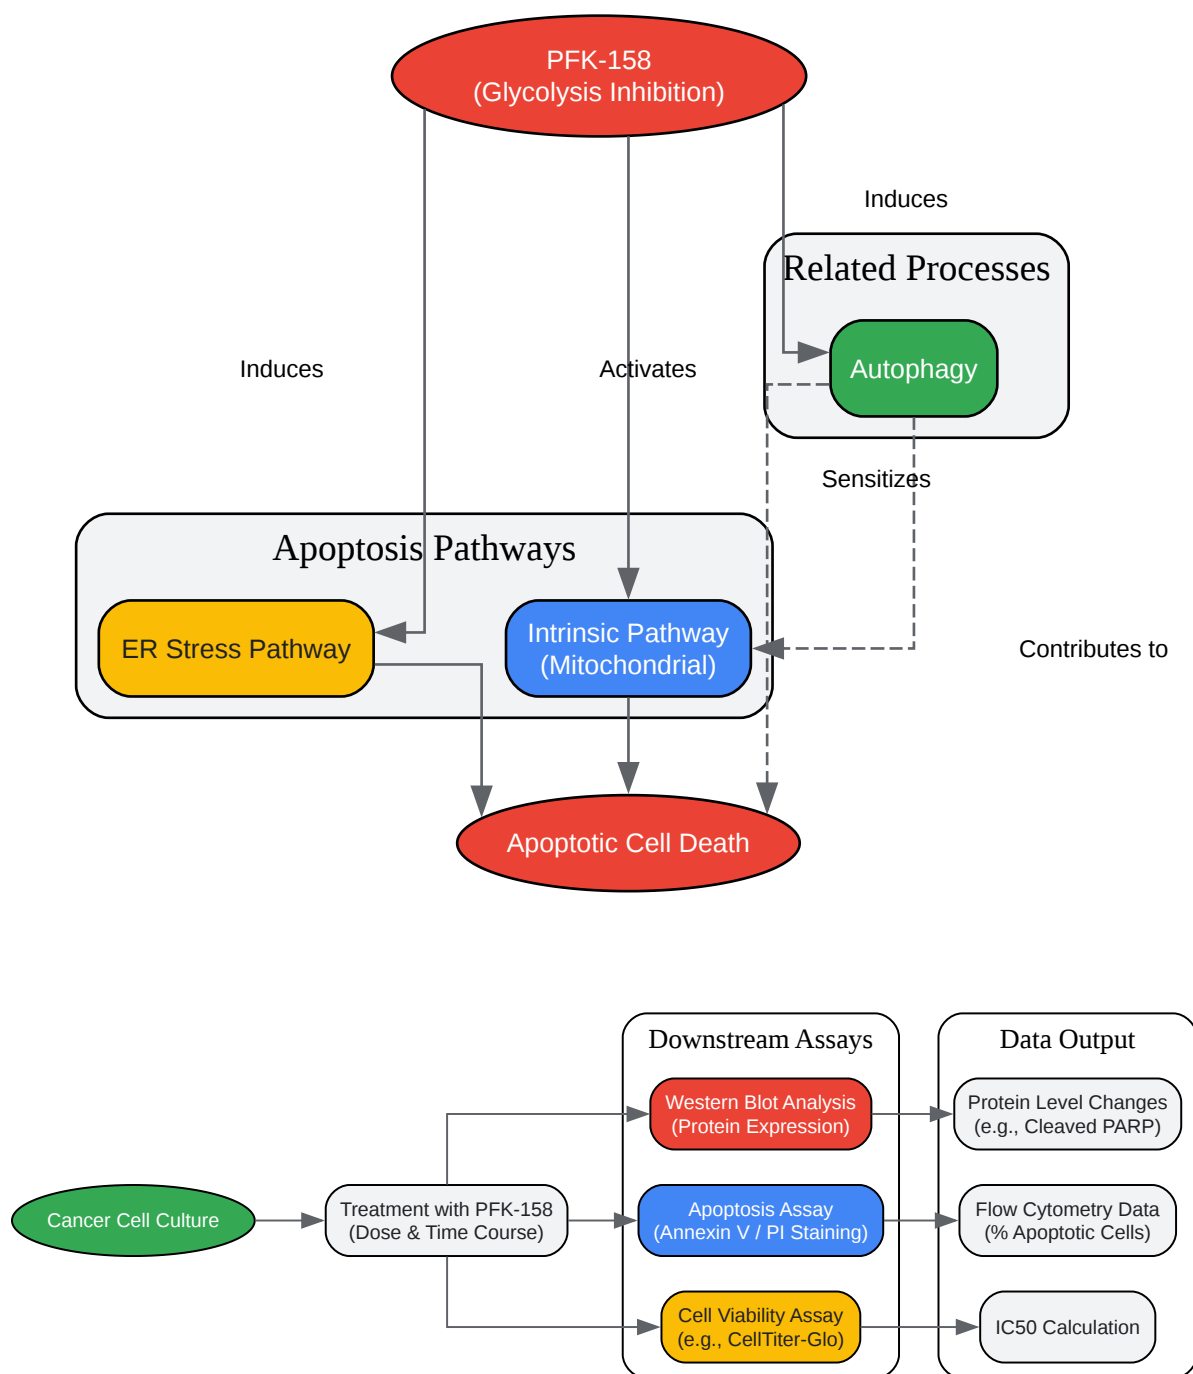 PFK-158
(Glycolysis Inhibition)
Induces
Related Processes
Induces
Activates
Autophagy
Sensitizes
Apoptosis Pathways
ER Stress Pathway
Intrinsic Pathway
(Mitochondrial)
Contributes to
Apoptotic Cell Death
Downstream Assays
Data Output
Western Blot Analysis
(Protein Expression)
Protein Level Changes
(e.g., Cleaved PARP)
Cancer Cell Culture
Treatment with PFK-158
(Dose & Time Course)
Apoptosis Assay
(Annexin V / PI Staining)
Flow Cytometry Data
(% Apoptotic Cells)
Cell Viability Assay
(e.g., CellTiter-Glo)
IC50 Calculation